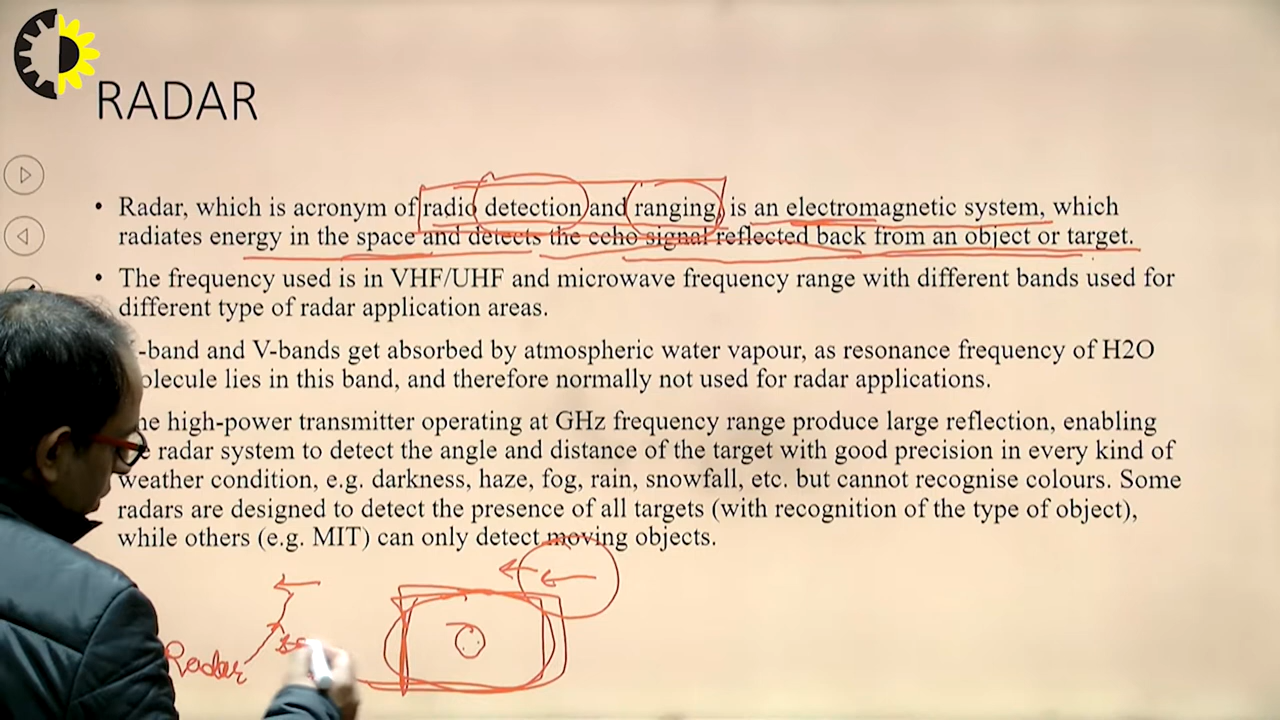 RADAR
• Radar, which is acronym of radio detection and ranging, is an electromagnetic system, which
radiates energy in the space and detects the echo signal reflected back from an object or target.
• The frequency used is in VHF/UHF and microwave frequency range with different bands used for
different type of radar application areas.
-band and V-bands get absorbed by atmospheric water vapour, as resonance frequency of H2O
olecule lies in this band, and therefore normally not used for radar applications.
he high-power transmitter operating at GHz frequency range produce large reflection, enabling
radar system to detect the angle and distance of the target with good precision in every kind of
weather condition, e.g. darkness, haze, fog, rain, snowfall, etc. but cannot recognise colours. Some
radars are designed to detect the presence of all targets (with recognition of the type of object),
while others (e.g. MIT) can only detect moving objects.
Radar